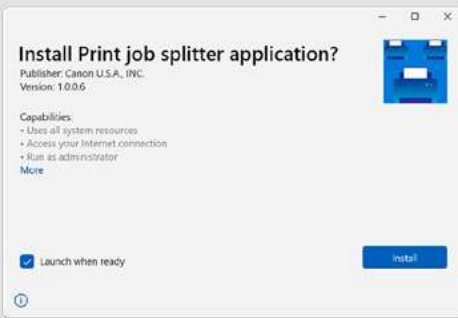 Install Print job splitter application?
Publisher: Canon U.S.A., INC.
Version: 1.0.0.6
Capabilities:
• Uses all system resources
• Access your Internet connection
• Run as administrator
More
Launch when ready
Install